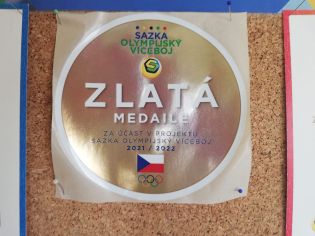 SAZKA
OLYMPIJSKÝ
VÍCEBOJ
ZLATÁ
MEDAILE
ZA ÚČAST V PROJEKTU
SAZKA OLYMPIJSKÝ VÍCEBOJ
2021 / 2022